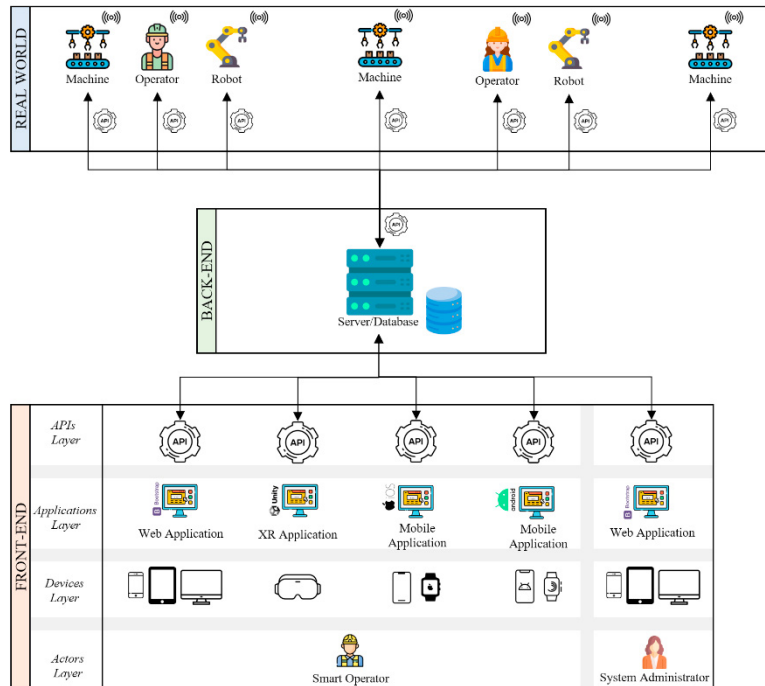 REAL WORLD
Machine
Operator
Robot
Machine
Operator
Robot
Machine
API
API
API
API
API
API
API
BACK-END
API
Server/Database
FRONT-END
APIs
Layer
API
API
API
API
API
Applications
Layer
Bootstrap
Web Application
Unity
XR Application
iOS
Mobile
Application
android
Mobile
Application
Bootstrap
Web Application
Devices
Layer
Actors
Layer
Smart Operator
System Administrator